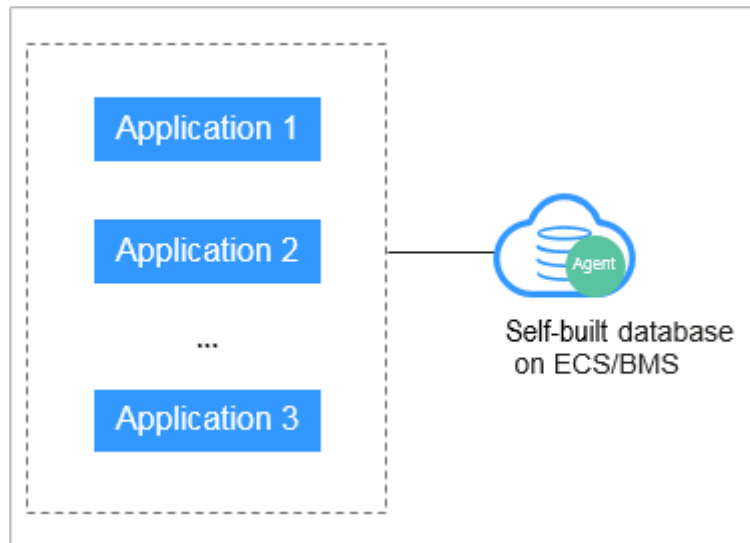 Application 1
Application 2
...
Application 3
Agent
Self-built database
on ECS/BMS